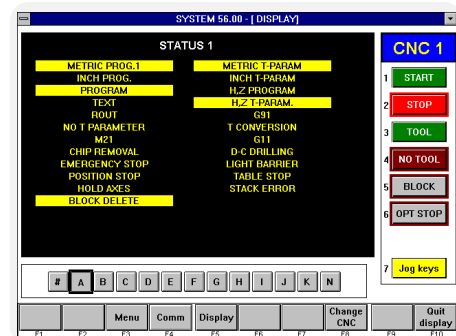 SYSTEM 56.00 - [ DISPLAY]
STATUS 1
METRIC PROG.1
INCH PROG.
PROGRAM
TEXT
ROUT
NO T PARAMETER
M21
CHIP REMOVAL
EMERGENCY STOP
POSITION STOP
HOLD AXES
BLOCK DELETE
METRIC T-PARAM
INCH T-PARAM
H,Z PROGRAM
H,Z T-PARAM.
G91
T CONVERSION
G11
D-C DRILLING
LIGHT BARRIER
TABLE STOP
STACK ERROR
CNC 1
1 START
2 STOP
3 TOOL
4 NO TOOL
5 BLOCK
6 OPT STOP
7 Jog keys
# A B C D E F G H I J K N
Menu Comm Display Change CNC Quit display
F1 F2 F3 F4 F5 F6 F7 F8 F9 F10